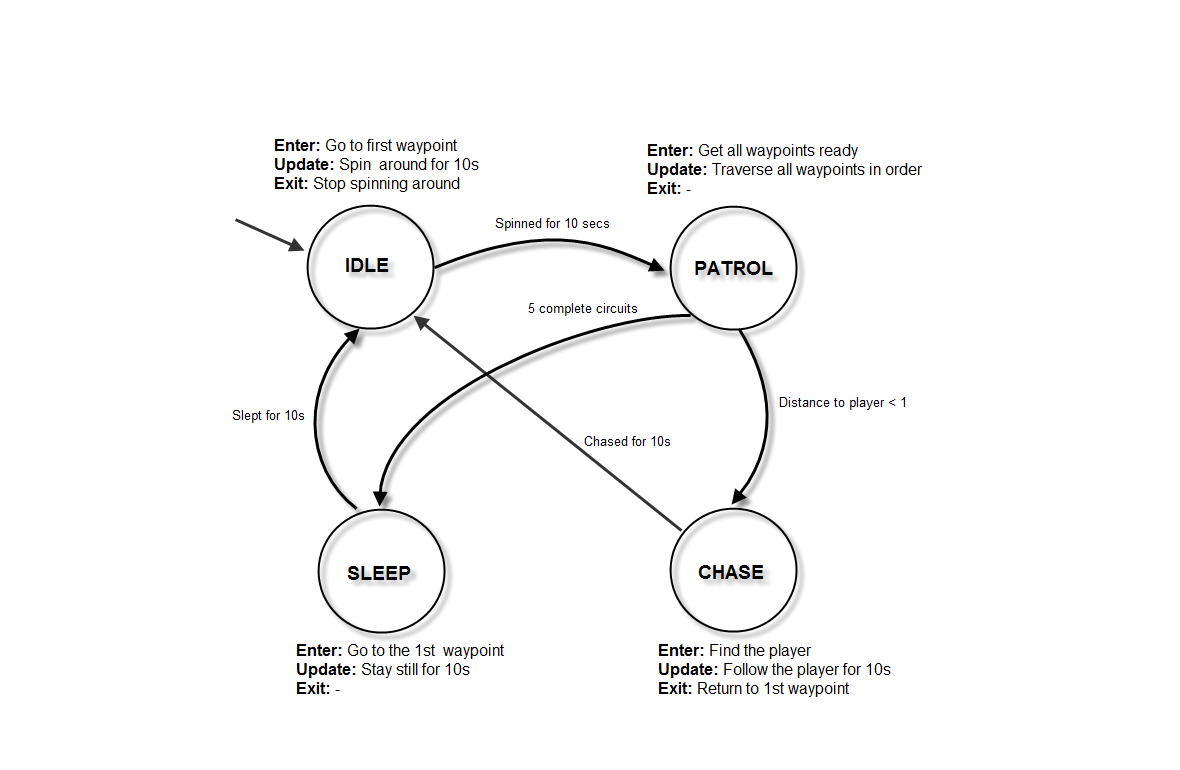 Enter: Go to first waypoint
Update: Spin around for 10s
Exit: Stop spinning around
Enter: Get all waypoints ready
Update: Traverse all waypoints in order
Exit: -
Spinned for 10 secs
IDLE
PATROL
5 complete circuits
Distance to player < 1
Slept for 10s
Chased for 10s
SLEEP
CHASE
Enter: Go to the 1st waypoint
Update: Stay still for 10s
Exit: -
Enter: Find the player
Update: Follow the player for 10s
Exit: Return to 1st waypoint